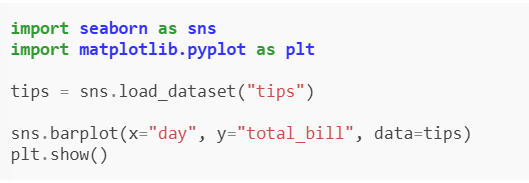 import seaborn as sns
import matplotlib.pyplot as plt
tips = sns.load_dataset("tips")
sns.barplot(x="day", y="total_bill", data=tips)
plt.show()